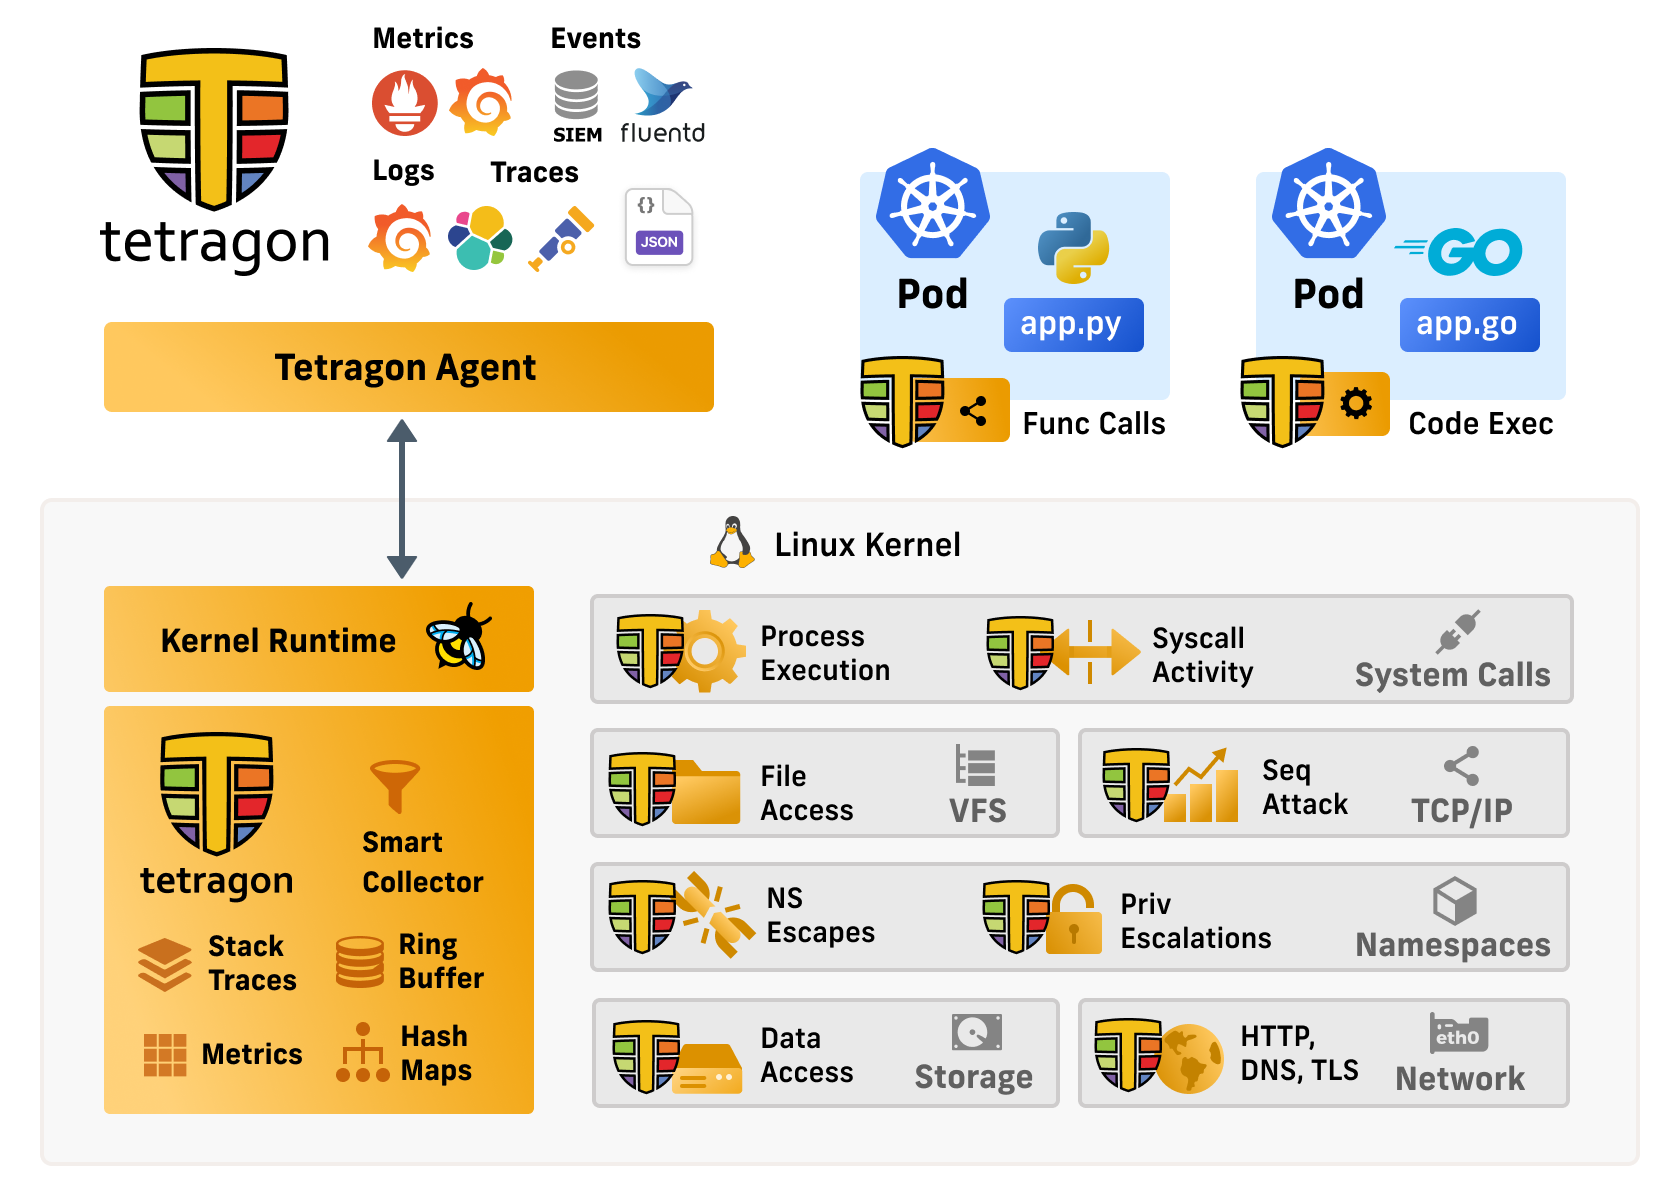 Metrics
Events
SIEM
fluentd
Logs
Traces
{}
JSON
tetragon
Tetragon Agent
Pod
app.py
Func Calls
Pod
GO
app.go
Code Exec
Linux Kernel
Kernel Runtime
tetragon
Smart
Collector
Stack
Traces
Ring
Buffer
Metrics
Hash
Maps
Process
Execution
Syscall
Activity
System Calls
File
Access
VFS
Seq
Attack
TCP/IP
NS
Escapes
Priv
Escalations
Namespaces
Data
Access
Storage
HTTP,
DNS, TLS
eth0
Network